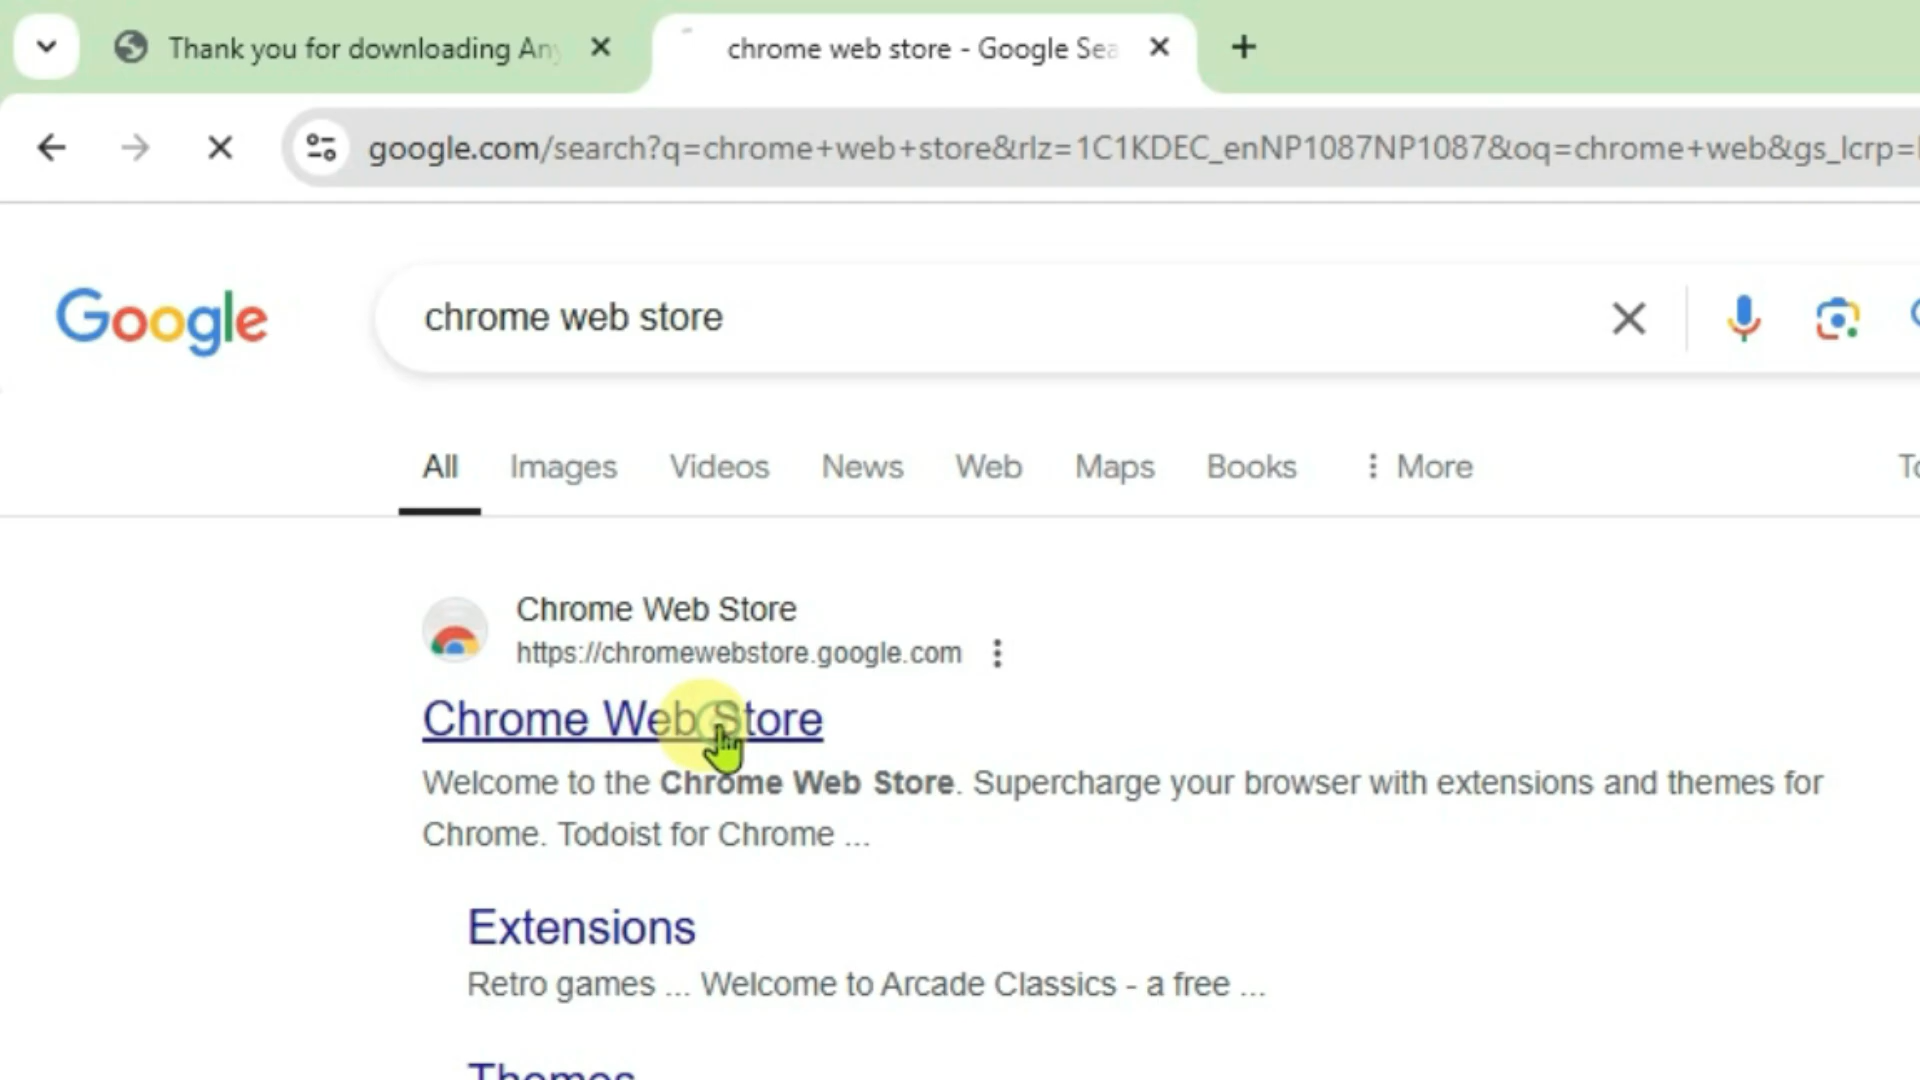 Thank you for downloading Any
chrome web store - Google Sea
google.com/search?q=chrome+web+store&rlz=1C1KDEC_enNP1087NP1087&oq=chrome+web&gs_lcrp=
Google
chrome web store
All
Images
Videos
News
Web
Maps
Books
More
To
Chrome Web Store
https://chromewebstore.google.com
Chrome Web Store
Welcome to the Chrome Web Store. Supercharge your browser with extensions and themes for
Chrome. Todoist for Chrome ...
Extensions
Retro games ... Welcome to Arcade Classics - a free ...
Themes